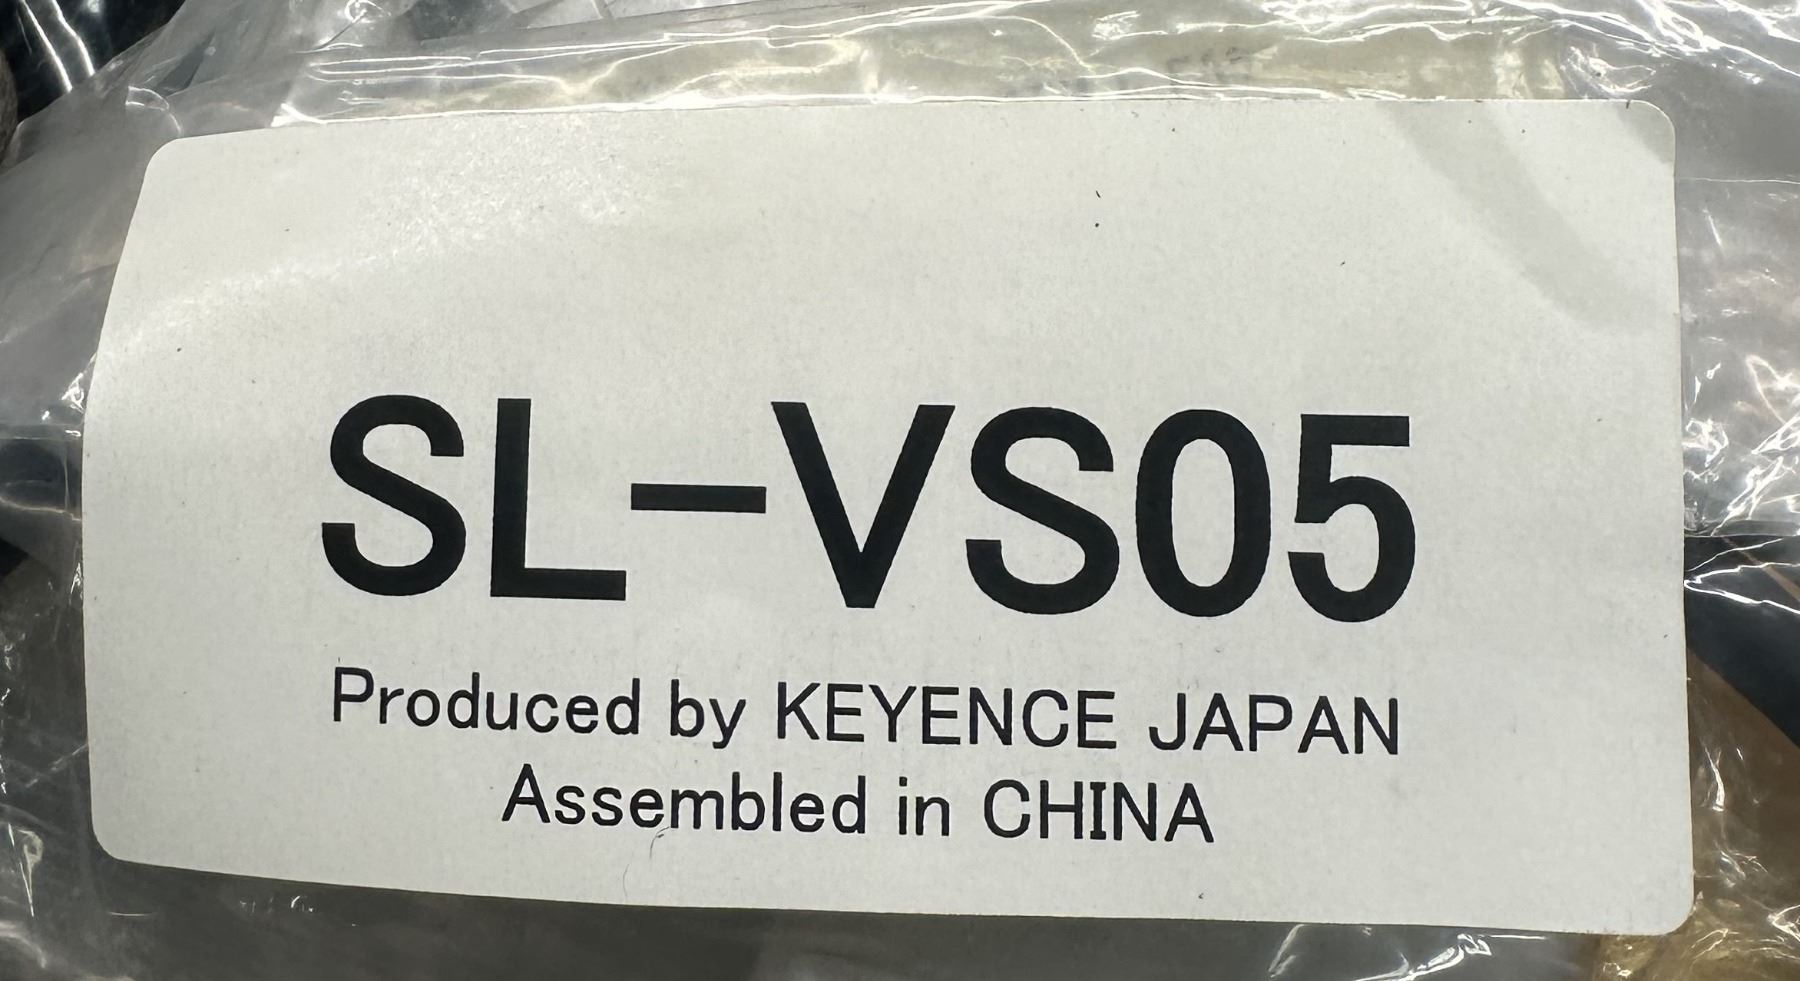 SL-VS05
Produced by KEYENCE JAPAN
Assembled in CHINA